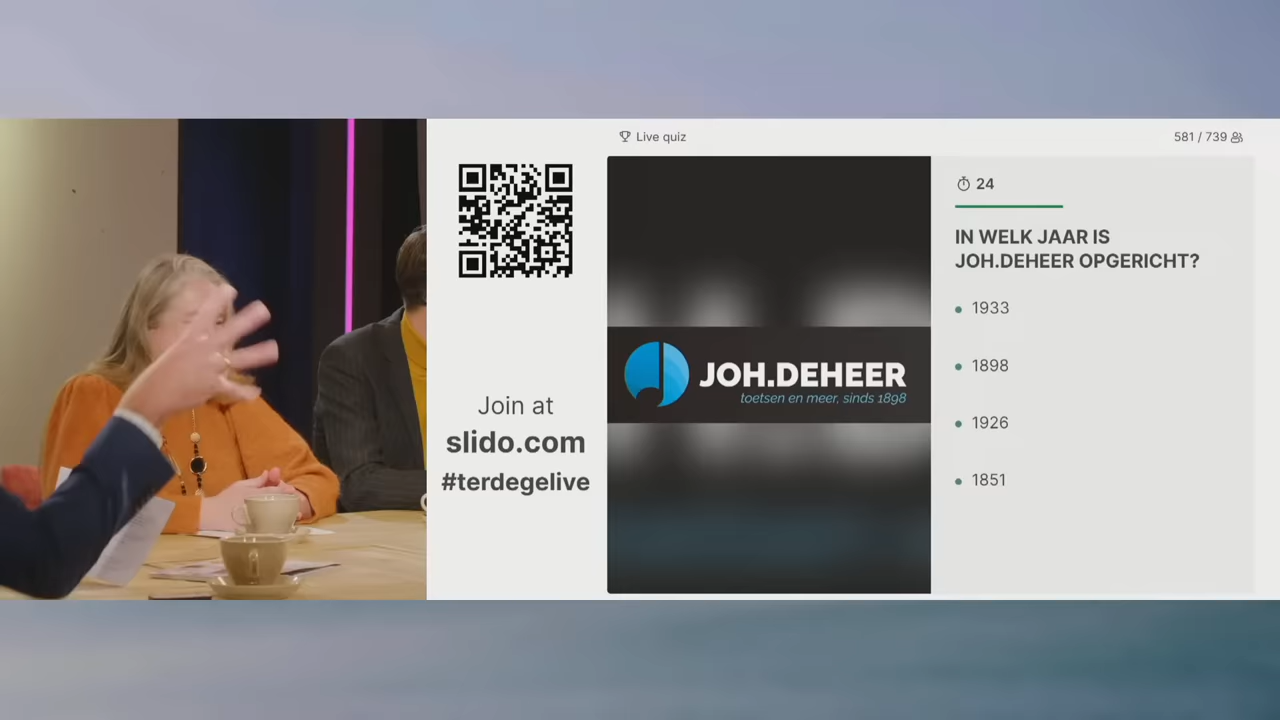 Live quiz
581 / 739
24
IN WELK JAAR IS
JOH.DEHEER OPGERICHT?
1933
1898
1926
1851
JOH.DEHEER
toetsen en meer, sinds 1898
Join at
slido.com
#terdegelive